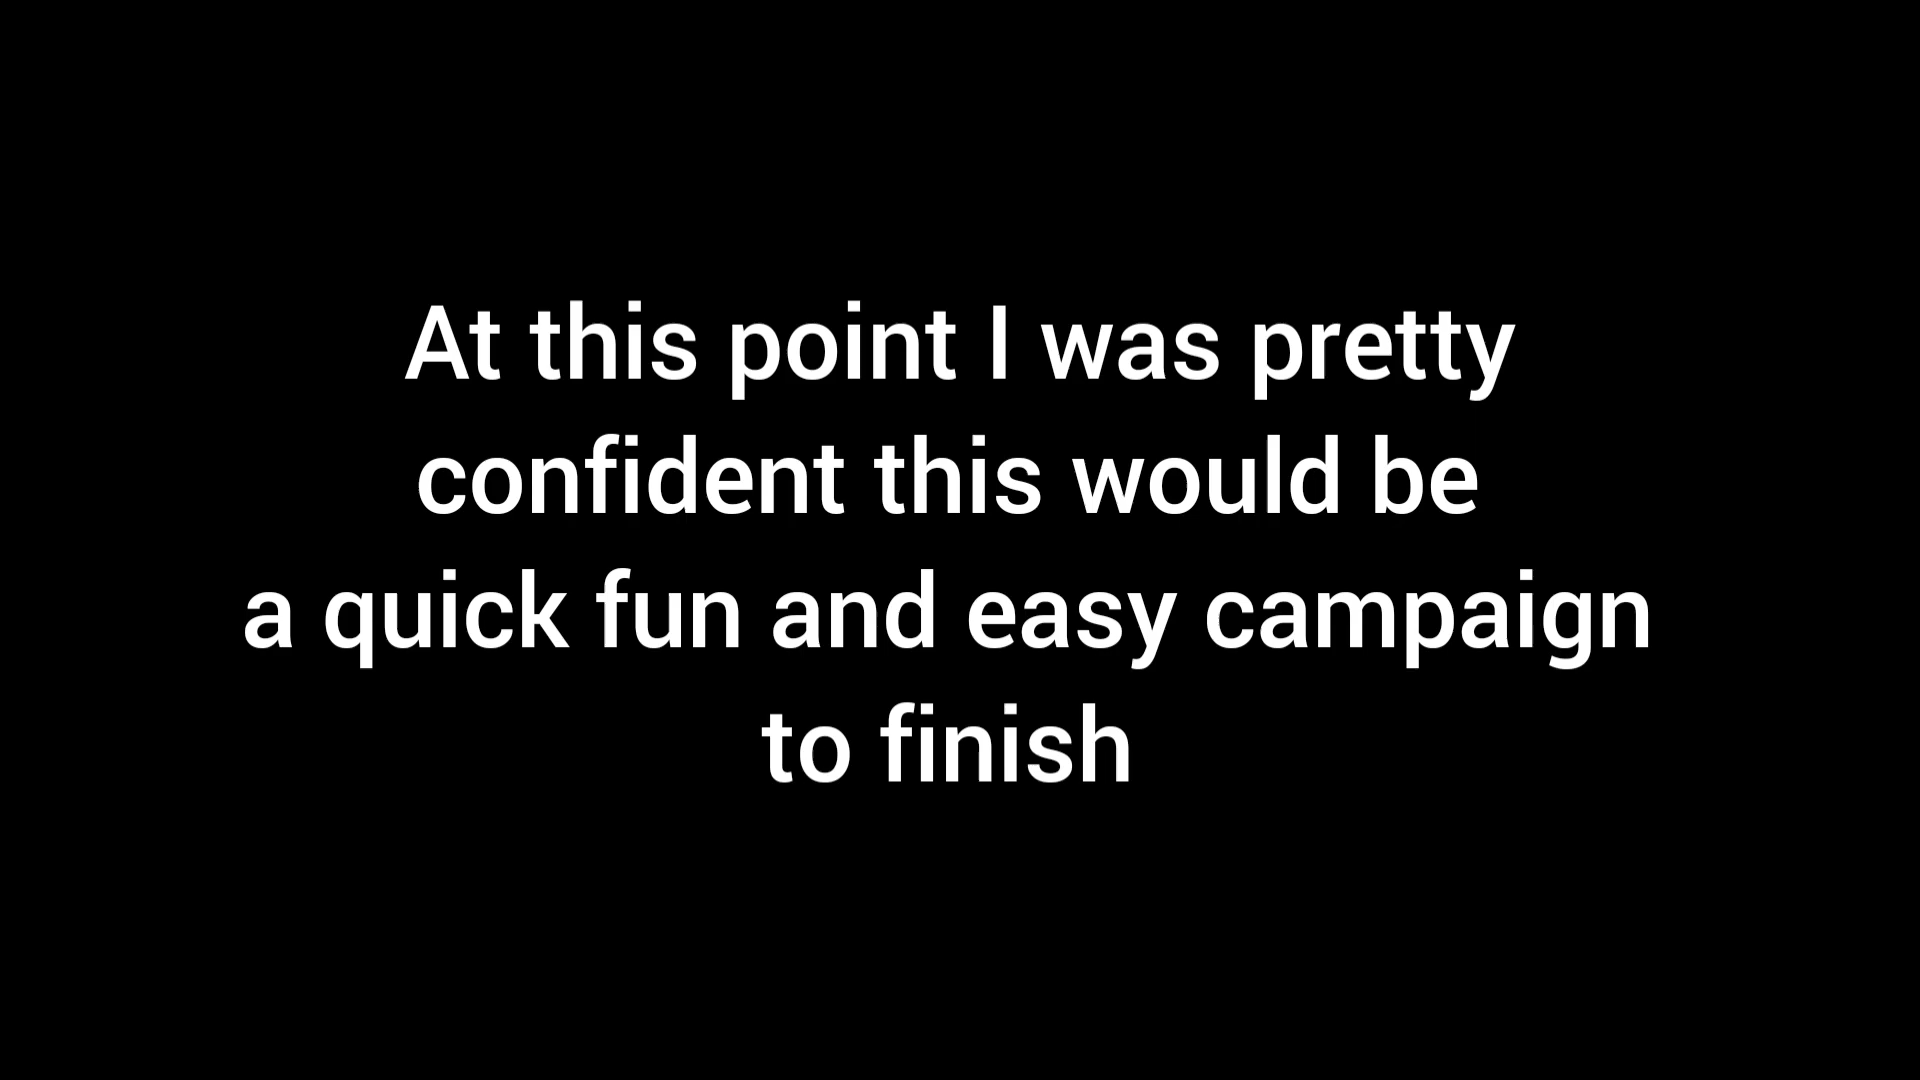 At this point I was pretty
confident this would be
a quick fun and easy campaign
to finish